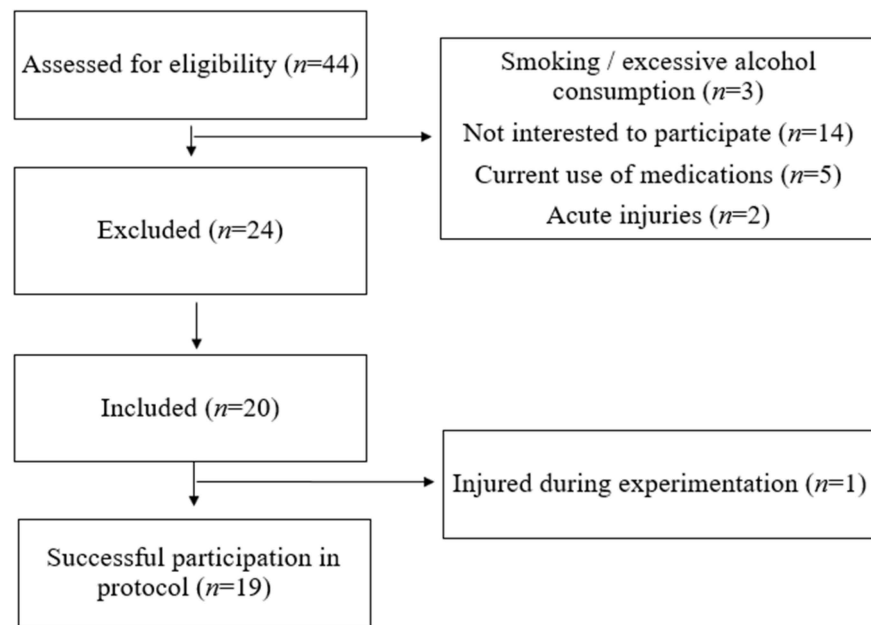 Assessed for eligibility (n=44)
Smoking / excessive alcohol
consumption (n=3)
Not interested to participate (n=14)
Current use of medications (n=5)
Acute injuries (n=2)
Excluded (n=24)
Included (n=20)
Injured during experimentation (n=1)
Successful participation in
protocol (n=19)